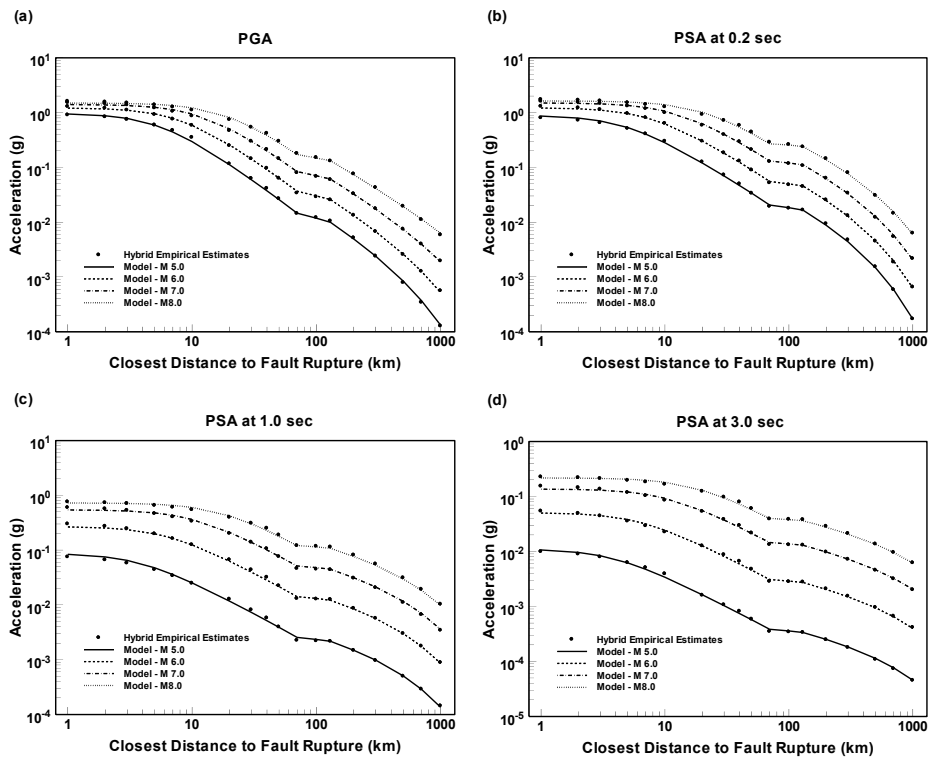 (a)
PGA
10^1
10^0
10^-1
10^-2
10^-3
10^-4
Acceleration (g)
Hybrid Empirical Estimates
Model - M 5.0
Model - M 6.0
Model - M 7.0
Model - M8.0
1 10 100 1000
Closest Distance to Fault Rupture (km)
(b)
PSA at 0.2 sec
10^1
10^0
10^-1
10^-2
10^-3
10^-4
Acceleration (g)
Hybrid Empirical Estimates
Model - M 5.0
Model - M 6.0
Model - M 7.0
Model - M8.0
1 10 100 1000
Closest Distance to Fault Rupture (km)
(c)
PSA at 1.0 sec
10^1
10^0
10^-1
10^-2
10^-3
10^-4
Acceleration (g)
Hybrid Empirical Estimates
Model - M 5.0
Model - M 6.0
Model - M 7.0
Model - M8.0
1 10 100 1000
Closest Distance to Fault Rupture (km)
(d)
PSA at 3.0 sec
10^0
10^-1
10^-2
10^-3
10^-4
10^-5
Acceleration (g)
Hybrid Empirical Estimates
Model - M 5.0
Model - M 6.0
Model - M 7.0
Model - M8.0
1 10 100 1000
Closest Distance to Fault Rupture (km)